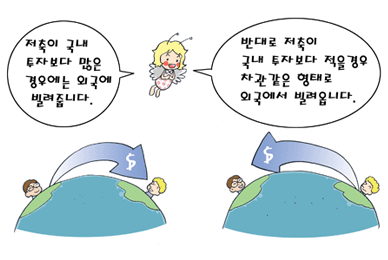 저축이 국내
투자보다 많은
경우에는 외국에
빌려줍니다.
반대로 저축이
국내 투자보다 적을경우
차관같은 형태로
외국에서 빌려옵니다.
$
$